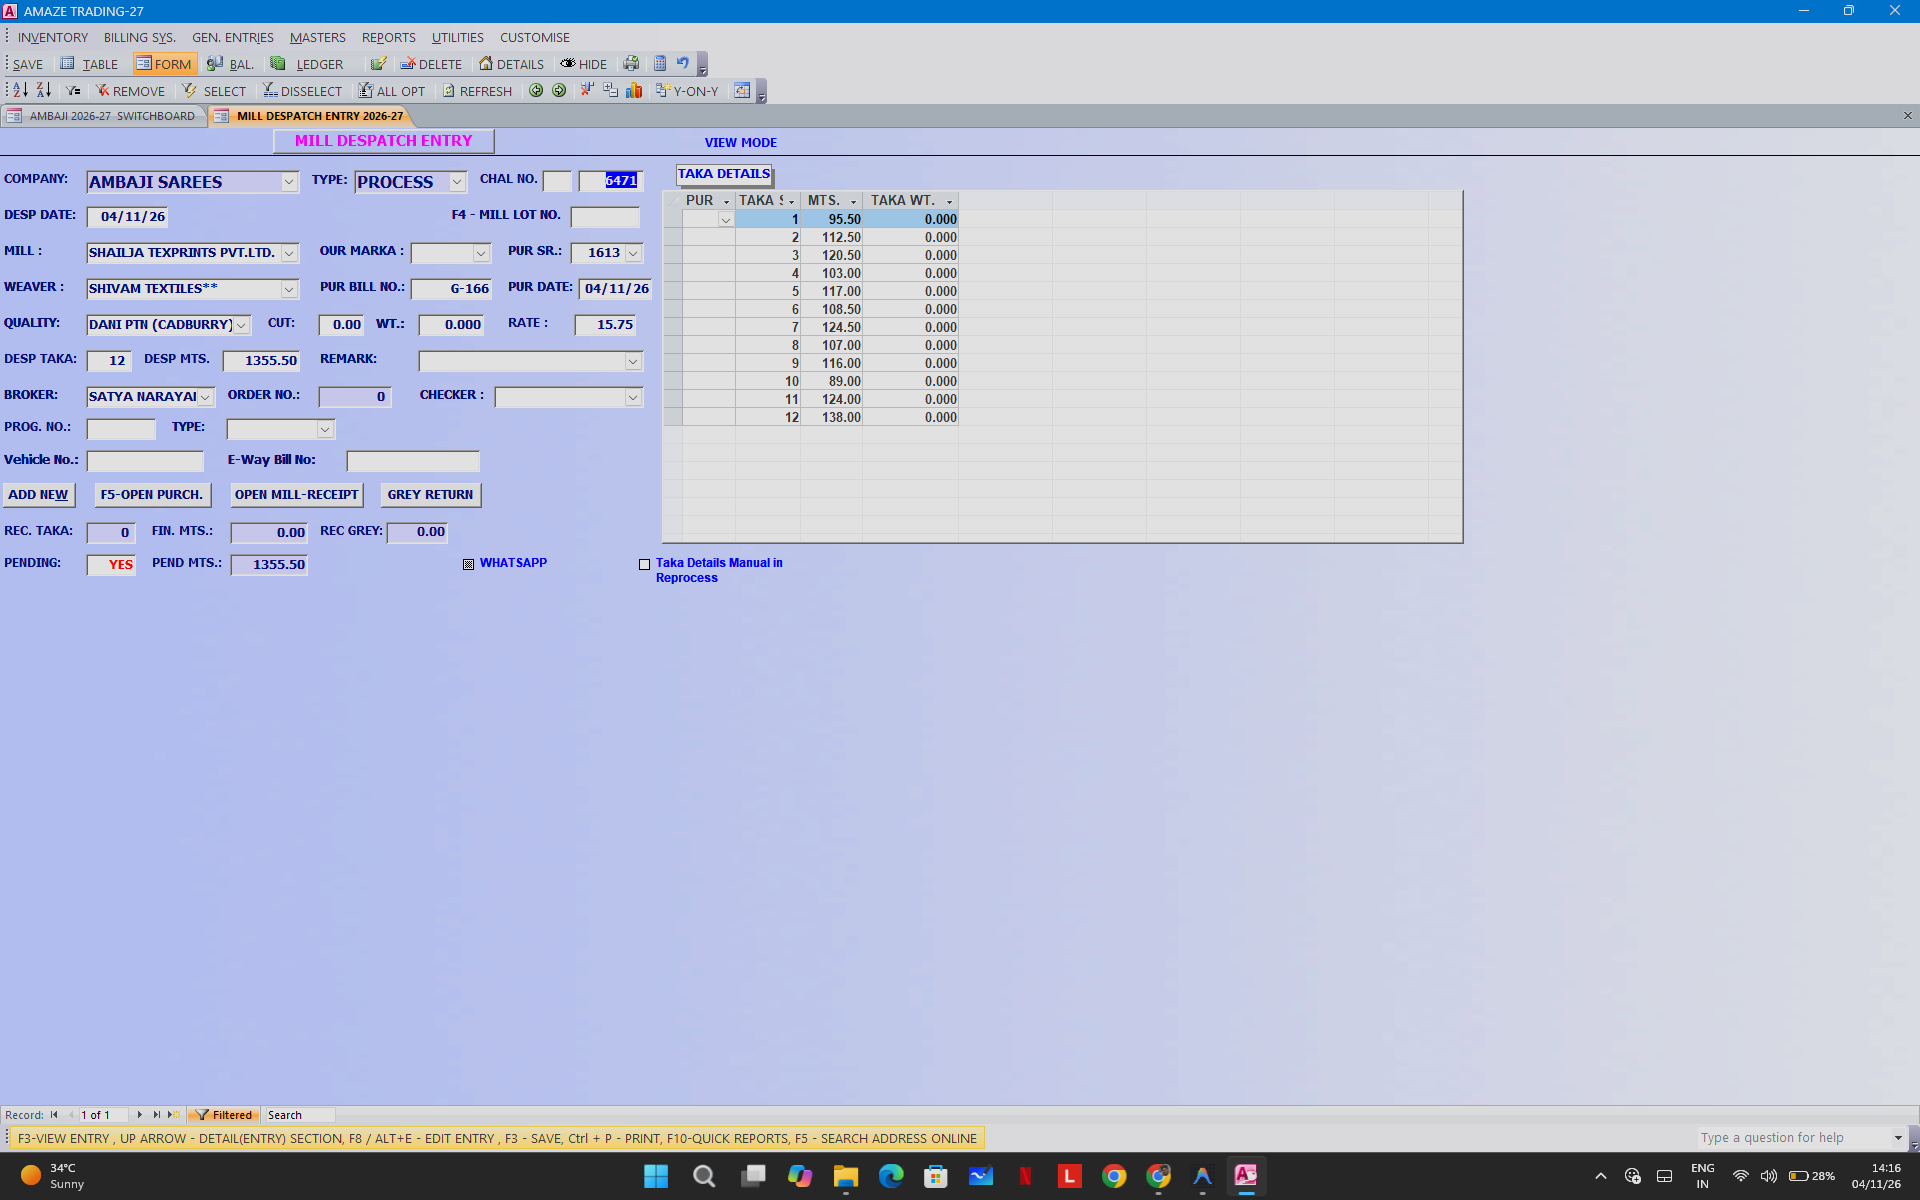 AMAZE TRADING-27
INVENTORY BILLING SYS. GEN. ENTRIES MASTERS REPORTS UTILITIES CUSTOMISE
SAVE TABLE FORM BAL. LEDGER DELETE DETAILS HIDE
REMOVE SELECT DISSELECT ALL OPT REFRESH Y-ON-Y
AMBAJI 2026-27 SWITCHBOARD MILL DESPATCH ENTRY 2026-27
MILL DESPATCH ENTRY VIEW MODE
COMPANY: AMBAJI SAREES TYPE: PROCESS CHAL NO. 6471
DESP DATE: 04/11/26 F4 - MILL LOT NO.
MILL : SHAILJA TEXPRINTS PVT.LTD. OUR MARKA : PUR SR.: 1613
WEAVER : SHIVAM TEXTILES** PUR BILL NO.: G-166 PUR DATE: 04/11/26
QUALITY: DANI PTN (CADBURRY) CUT: 0.00 WT.: 0.000 RATE : 15.75
DESP TAKA: 12 DESP MTS. 1355.50 REMARK:
BROKER: SATYA NARAYAI ORDER NO.: 0 CHECKER :
PROG. NO.: TYPE:
Vehicle No.: E-Way Bill No:
ADD NEW F5-OPEN PURCH. OPEN MILL-RECEIPT GREY RETURN
REC. TAKA: 0 FIN. MTS.: 0.00 REC GREY: 0.00
PENDING: YES PEND MTS.: 1355.50 WHATSAPP
TAKA DETAILS
PUR TAKA S MTS. TAKA WT.
1 95.50 0.000
2 112.50 0.000
3 120.50 0.000
4 103.00 0.000
5 117.00 0.000
6 108.50 0.000
7 124.50 0.000
8 107.00 0.000
9 116.00 0.000
10 89.00 0.000
11 124.00 0.000
12 138.00 0.000
Taka Details Manual in
Reprocess
Record: 1 of 1 Filtered Search
F3-VIEW ENTRY , UP ARROW - DETAIL(ENTRY) SECTION, F8 / ALT+E - EDIT ENTRY , F3 - SAVE, Ctrl + P - PRINT, F10-QUICK REPORTS, F5 - SEARCH ADDRESS ONLINE
Type a question for help
34°C
Sunny
ENG
IN
28%
14:16
04/11/26